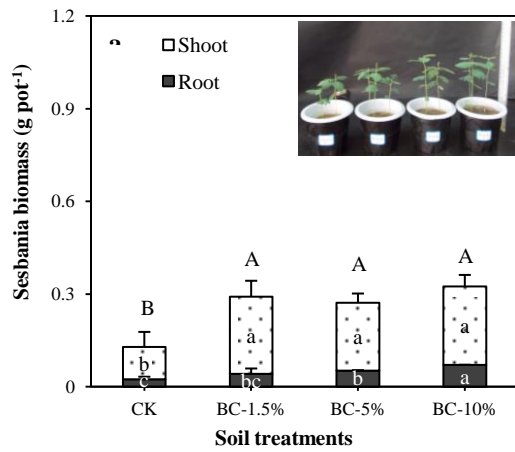 1.2
a
Shoot
Root
0.9
Sesbania biomass (g pot-1)
0.6
0.3
0
B
A
A
A
b
a
a
a
c
bc
b
a
CK
BC-1.5%
BC-5%
BC-10%
Soil treatments